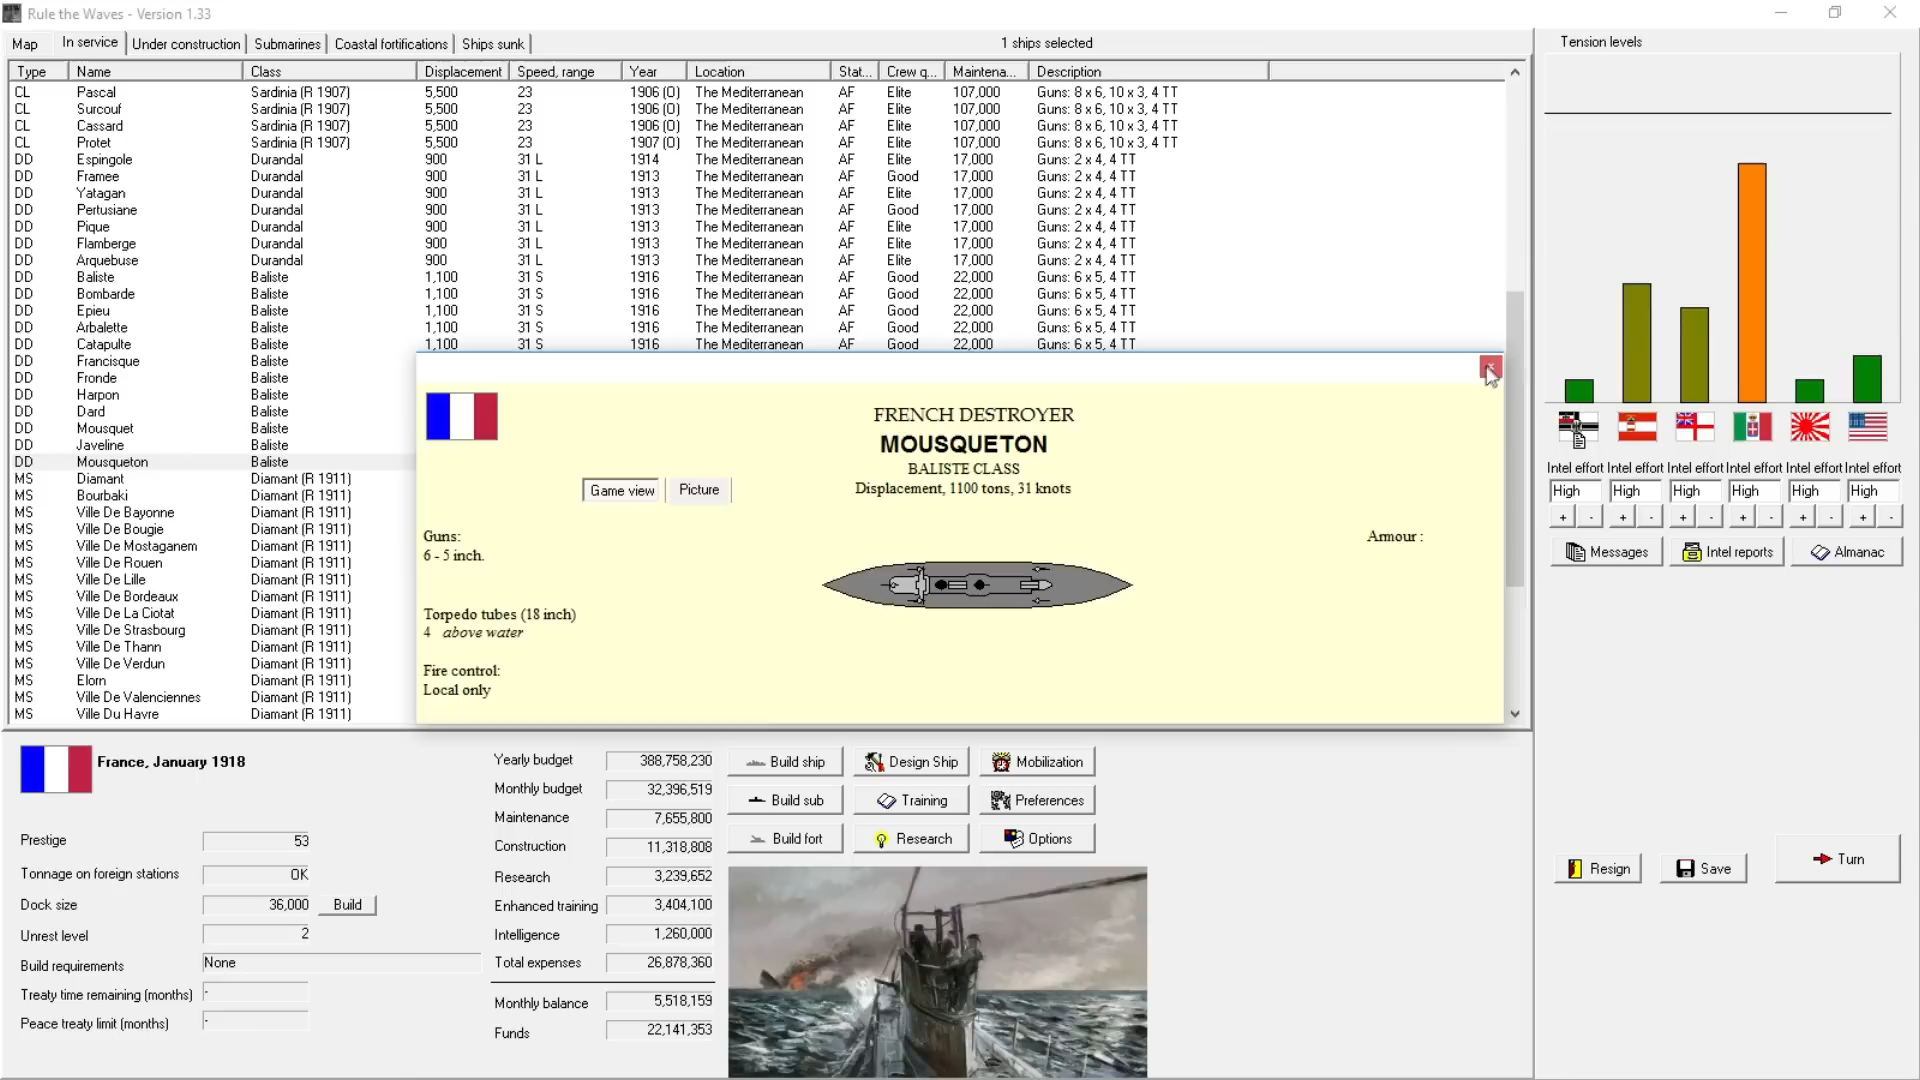 Rule the Waves - Version 1.33
Map In service Under construction Submarines Coastal fortifications Ships sunk 1 ships selected
Type Name Class Displacement Speed, range Year Location Stat... Crew q... Maintena... Description
CL Pascal Sardinia (R 1907) 5,500 23 1906 (O) The Mediterranean AF Elite 107,000 Guns: 8 x 6, 10 x 3, 4 TT
CL Surcouf Sardinia (R 1907) 5,500 23 1906 (O) The Mediterranean AF Elite 107,000 Guns: 8 x 6, 10 x 3, 4 TT
CL Cassard Sardinia (R 1907) 5,500 23 1906 (O) The Mediterranean AF Elite 107,000 Guns: 8 x 6, 10 x 3, 4 TT
CL Protet Sardinia (R 1907) 5,500 23 1907 (O) The Mediterranean AF Elite 107,000 Guns: 8 x 6, 10 x 3, 4 TT
DD Espingole Durandal 900 31 L 1914 The Mediterranean AF Elite 17,000 Guns: 2 x 4, 4 TT
DD Framee Durandal 900 31 L 1913 The Mediterranean AF Good 17,000 Guns: 2 x 4, 4 TT
DD Yatagan Durandal 900 31 L 1913 The Mediterranean AF Elite 17,000 Guns: 2 x 4, 4 TT
DD Pertusiane Durandal 900 31 L 1913 The Mediterranean AF Good 17,000 Guns: 2 x 4, 4 TT
DD Pique Durandal 900 31 L 1913 The Mediterranean AF Elite 17,000 Guns: 2 x 4, 4 TT
DD Flamberge Durandal 900 31 L 1913 The Mediterranean AF Elite 17,000 Guns: 2 x 4, 4 TT
DD Arquebuse Durandal 900 31 L 1913 The Mediterranean AF Elite 17,000 Guns: 2 x 4, 4 TT
DD Baliste Baliste 1,100 31 S 1916 The Mediterranean AF Good 22,000 Guns: 6 x 5, 4 TT
DD Bombarde Baliste 1,100 31 S 1916 The Mediterranean AF Good 22,000 Guns: 6 x 5, 4 TT
DD Epieu Baliste 1,100 31 S 1916 The Mediterranean AF Good 22,000 Guns: 6 x 5, 4 TT
DD Arbalette Baliste 1,100 31 S 1916 The Mediterranean AF Good 22,000 Guns: 6 x 5, 4 TT
DD Catapulte Baliste 1,100 31 S 1916 The Mediterranean AF Good 22,000 Guns: 6 x 5, 4 TT
DD Francisque Baliste
DD Fronde Baliste
DD Harpon Baliste
DD Dard Baliste
DD Mousquet Baliste
DD Javeline Baliste
DD Mousqueton Baliste
MS Diamant Diamant (R 1911)
MS Bourbaki Diamant (R 1911)
MS Ville De Bayonne Diamant (R 1911)
MS Ville De Bougie Diamant (R 1911)
MS Ville De Mostaganem Diamant (R 1911)
MS Ville De Rouen Diamant (R 1911)
MS Ville De Lille Diamant (R 1911)
MS Ville De Bordeaux Diamant (R 1911)
MS Ville De La Ciotat Diamant (R 1911)
MS Ville De Strasbourg Diamant (R 1911)
MS Ville De Thann Diamant (R 1911)
MS Ville De Verdun Diamant (R 1911)
MS Elorn Diamant (R 1911)
MS Ville De Valenciennes Diamant (R 1911)
MS Ville Du Havre Diamant (R 1911)
FRENCH DESTROYER
MOUSQUETON
BALISTE CLASS
Displacement, 1100 tons, 31 knots
Game view Picture
Guns:
6 - 5 inch.
Armour :
Torpedo tubes (18 inch)
4 above water
Fire control:
Local only
Tension levels
Intel effort Intel effort Intel effort Intel effort Intel effort Intel effort
High High High High High High
+ - + - + - + - + - + -
Messages Intel reports Almanac
France, January 1918
Prestige 53
Tonnage on foreign stations OK
Dock size 36,000 Build
Unrest level 2
Build requirements None
Treaty time remaining (months) -
Peace treaty limit (months) -
Yearly budget 388,758,230
Monthly budget 32,396,519
Maintenance 7,655,800
Construction 11,318,808
Research 3,239,652
Enhanced training 3,404,100
Intelligence 1,260,000
Total expenses 26,878,360
Monthly balance 5,518,159
Funds 22,141,353
Build ship Design Ship Mobilization
Build sub Training Preferences
Build fort Research Options
Resign Save Turn